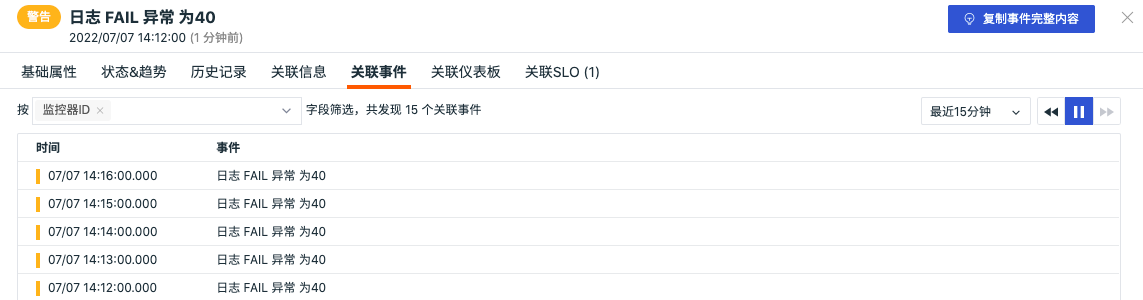 警告 日志 FAIL 异常 为40 复制事件完整内容
2022/07/07 14:12:00 (1 分钟前)
基础属性 状态&趋势 历史记录 关联信息 关联事件 关联仪表板 关联SLO (1)
按 监控器ID × 字段筛选，共发现 15 个关联事件 最近15分钟
时间 事件
07/07 14:16:00.000 日志 FAIL 异常 为40
07/07 14:15:00.000 日志 FAIL 异常 为40
07/07 14:14:00.000 日志 FAIL 异常 为40
07/07 14:13:00.000 日志 FAIL 异常 为40
07/07 14:12:00.000 日志 FAIL 异常 为40